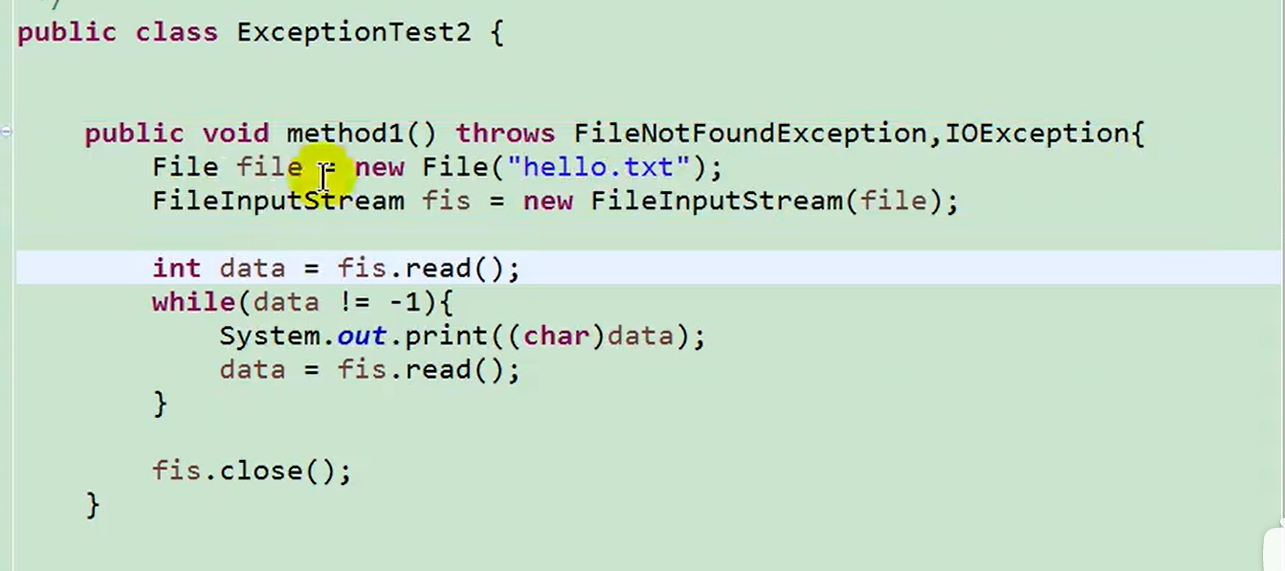 */
public class ExceptionTest2 {
public void method1() throws FileNotFoundException,IOException{
File file = new File("hello.txt");
FileInputStream fis = new FileInputStream(file);
int data = fis.read();
while(data != -1){
System.out.print((char)data);
data = fis.read();
}
fis.close();
}